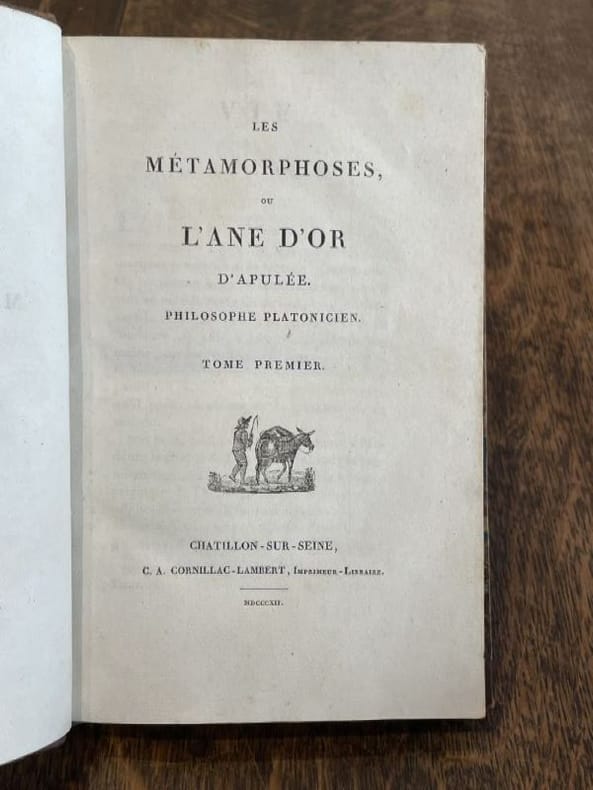 LES
MÉTAMORPHOSES,
OU
L'ANE D'OR
D'APULÉE.
PHILOSOPHE PLATONICIEN.
TOME PREMIER.
CHATILLON-SUR-SEINE,
C. A. CORNILLAC-LAMBERT, IMPRIMEUR-LIBRAIRE.
MDCCCXII.